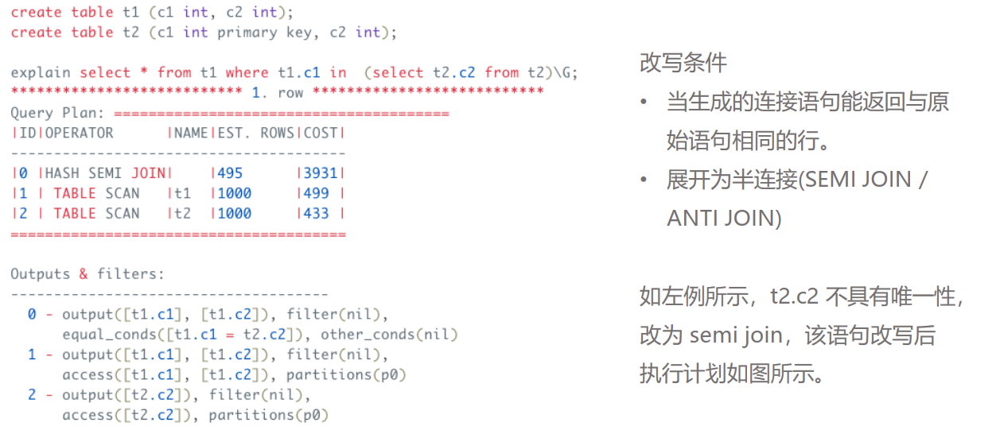 create table t1 (c1 int, c2 int);
create table t2 (c1 int primary key, c2 int);
explain select * from t1 where t1.c1 in  (select t2.c2 from t2)\G;
*************************** 1. row ***************************
Query Plan: =======================================
|ID|OPERATOR      |NAME|EST. ROWS|COST|
---------------------------------------
|0 |HASH SEMI JOIN|    |495      |3931|
|1 | TABLE SCAN   |t1  |1000     |499 |
|2 | TABLE SCAN   |t2  |1000     |433 |
=======================================
Outputs & filters:
-------------------------------------
  0 - output([t1.c1], [t1.c2]), filter(nil),
      equal_conds([t1.c1 = t2.c2]), other_conds(nil)
  1 - output([t1.c1], [t1.c2]), filter(nil),
      access([t1.c1], [t1.c2]), partitions(p0)
  2 - output([t2.c2]), filter(nil),
      access([t2.c2]), partitions(p0)
改写条件
• 当生成的连接语句能返回与原
始语句相同的行。
• 展开为半连接(SEMI JOIN /
ANTI JOIN)
如左例所示，t2.c2 不具有唯一性，
改为 semi join，该语句改写后
执行计划如图所示。